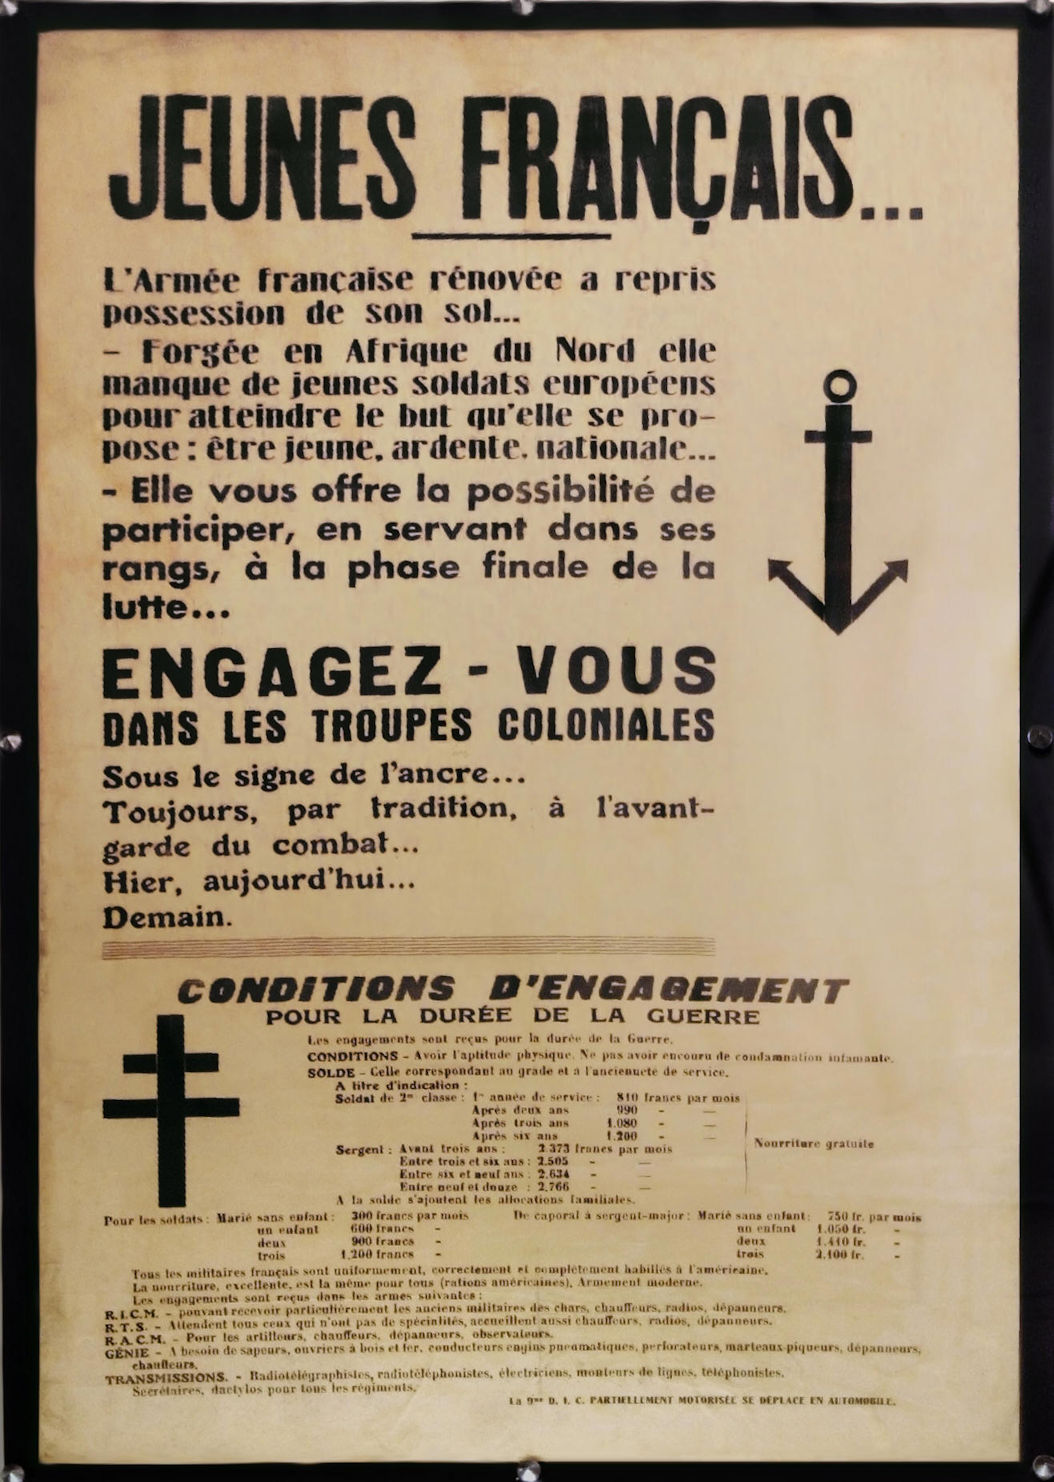 JEUNES FRANÇAIS...
L'Armée française rénovée a repris
possession de son sol...
– Forgée en Afrique du Nord elle
manque de jeunes soldats européens
pour atteindre le but qu'elle se pro-
pose : être jeune, ardente, nationale...
- Elle vous offre la possibilité de
participer, en servant dans ses
rangs, à la phase finale de la
lutte...
ENGAGEZ - VOUS
DANS LES TROUPES COLONIALES
Sous le signe de l'ancre...
Toujours, par tradition, à l'avant-
garde du combat...
Hier, aujourd'hui...
Demain.
CONDITIONS D'ENGAGEMENT
POUR LA DURÉE DE LA GUERRE
Les engagements sont reçus pour la durée de la Guerre.
CONDITIONS – Avoir l'aptitude physique. Ne pas avoir encouru de condamnation infamante.
SOLDE – Celle correspondant au grade et à l'ancienneté de service.
A titre d'indication :
Soldat de 2me classe : 1re année de service : 810 francs par mois
Après deux ans 990 - —
Après trois ans 1.080 - —
Après six ans 1.200 - —
Nourriture gratuite
Sergent : Avant trois ans : 2.373 francs par mois
Entre trois et six ans : 2.505 - —
Entre six et neuf ans : 2.634 - —
Entre neuf et douze : 2.766 - —
A la solde s'ajoutent les allocations familiales.
Pour les soldats : Marié sans enfant : 300 francs par mois De caporal à sergent-major : Marié sans enfant : 750 fr. par mois
un enfant 600 francs - un enfant 1.050 fr. -
deux 900 francs - deux 1.410 fr. -
trois 1.200 francs - trois 2.100 fr. -
Tous les militaires français sont uniformement, correctement et complètement habillés à l'américaine.
La nourriture, excellente, est la même pour tous (rations américaines). Armement moderne.
Les engagements sont reçus dans les armes suivantes :
R.I.C.M. – pouvant recevoir particulièrement les anciens militaires des chars, chauffeurs, radios, dépanneurs.
R.T.S. – Attendent tous ceux qui n'ont pas de spécialités, accueillent aussi chauffeurs, radios, dépanneurs.
R.A.C.M. – Pour les artilleurs, chauffeurs, dépanneurs, observateurs.
GÉNIE – A besoin de sapeurs, ouvriers à bois et fer, conducteurs engins pneumatiques, perforateurs, marteaux-piqueurs, dépanneurs,
chauffeurs.
TRANSMISSIONS. - Radiotélégraphistes, radiotéléphonistes, électriciens, monteurs de lignes, téléphonistes.
Secrétaires, dactylos pour tous les régiments.
La 9me D. I. C. PARTIELLEMENT MOTORISÉE SE DÉPLACE EN AUTOMOBILE.